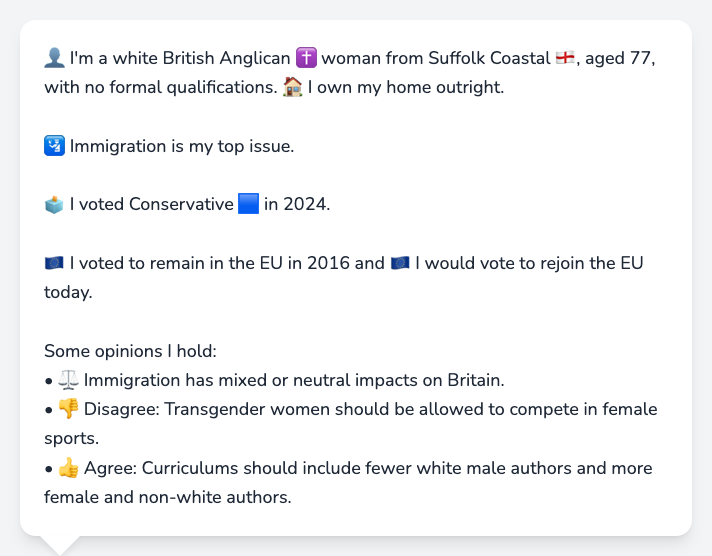 👤 I'm a white British Anglican ✝️ woman from Suffolk Coastal 🏴󠁧󠁢󠁥󠁮󠁧󠁿, aged 77,
with no formal qualifications. 🏠 I own my home outright.
🛂 Immigration is my top issue.
🗳️ I voted Conservative 🟦 in 2024.
🇪🇺 I voted to remain in the EU in 2016 and 🇪🇺 I would vote to rejoin the EU
today.
Some opinions I hold:
• ⚖️ Immigration has mixed or neutral impacts on Britain.
• 👎 Disagree: Transgender women should be allowed to compete in female
sports.
• 👍 Agree: Curriculums should include fewer white male authors and more
female and non-white authors.